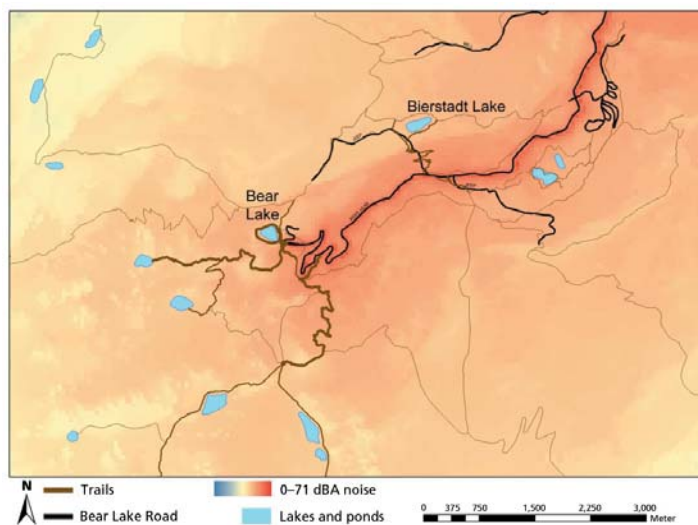 Bierstadt Lake
Bear
Lake
N
Trails
0–71 dBA noise
Bear Lake Road
Lakes and ponds
0 375 750 1,500 2,250 3,000
Meter